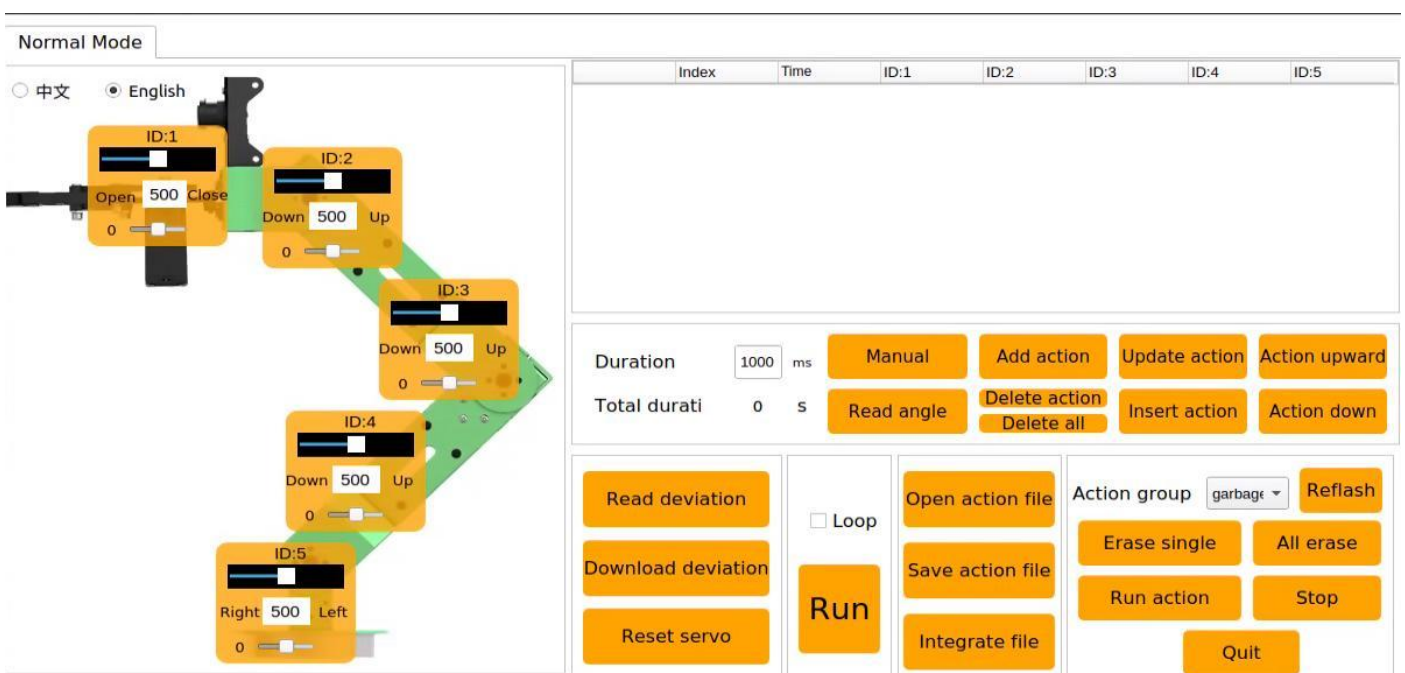 Normal Mode
中文 English
ID:1
Open 500 Close
0
ID:2
Down 500 Up
0
ID:3
Down 500 Up
0
ID:4
Down 500 Up
0
ID:5
Right 500 Left
0
Index Time ID:1 ID:2 ID:3 ID:4 ID:5
Duration 1000 ms
Total durati 0 S
Manual Add action Update action Action upward
Read angle Delete action Insert action Action down
Delete all
Read deviation
Download deviation
Reset servo
Loop
Run
Open action file
Save action file
Integrate file
Action group garbage Reflash
Erase single All erase
Run action Stop
Quit